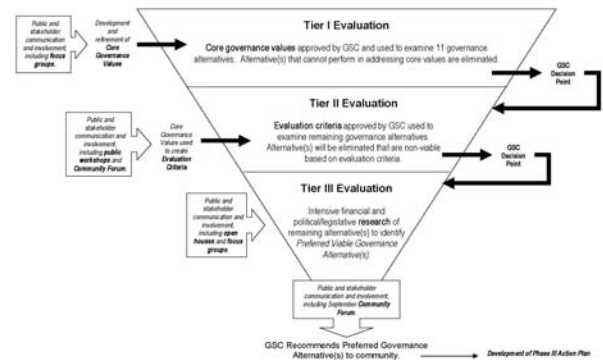 Public and
stakeholder
communication and
involvement,
including focus
groups.
Development
and
refinement of
Core
Governance
Values
Tier I Evaluation
Core governance values approved by GSC and used to examine 11 governance
alternatives. Alternative(s) that cannot perform in addressing core values are eliminated.
GSC
Decision
Point
Public and
stakeholder
communication and
involvement,
including public
workshops and
Community Forum.
Core
Governance
Values used
to create
Evaluation
Criteria
Tier II Evaluation
Evaluation criteria approved by GSC used to
examine remaining governance alternatives.
Alternative(s) will be eliminated that are non-viable
based on evaluation criteria.
GSC
Decision
Point
Public and
stakeholder
communication and
involvement,
including open
houses and focus
groups
Tier III Evaluation
Intensive financial and
political/legislative research of
remaining alternative(s) to identify
Preferred Viable Governance
Alternative(s)
Public and stakeholder
communication and involvement,
including September Community
Forum
GSC Recommends Preferred Governance
Alternative(s) to community.
Development of Phase III Action Plan